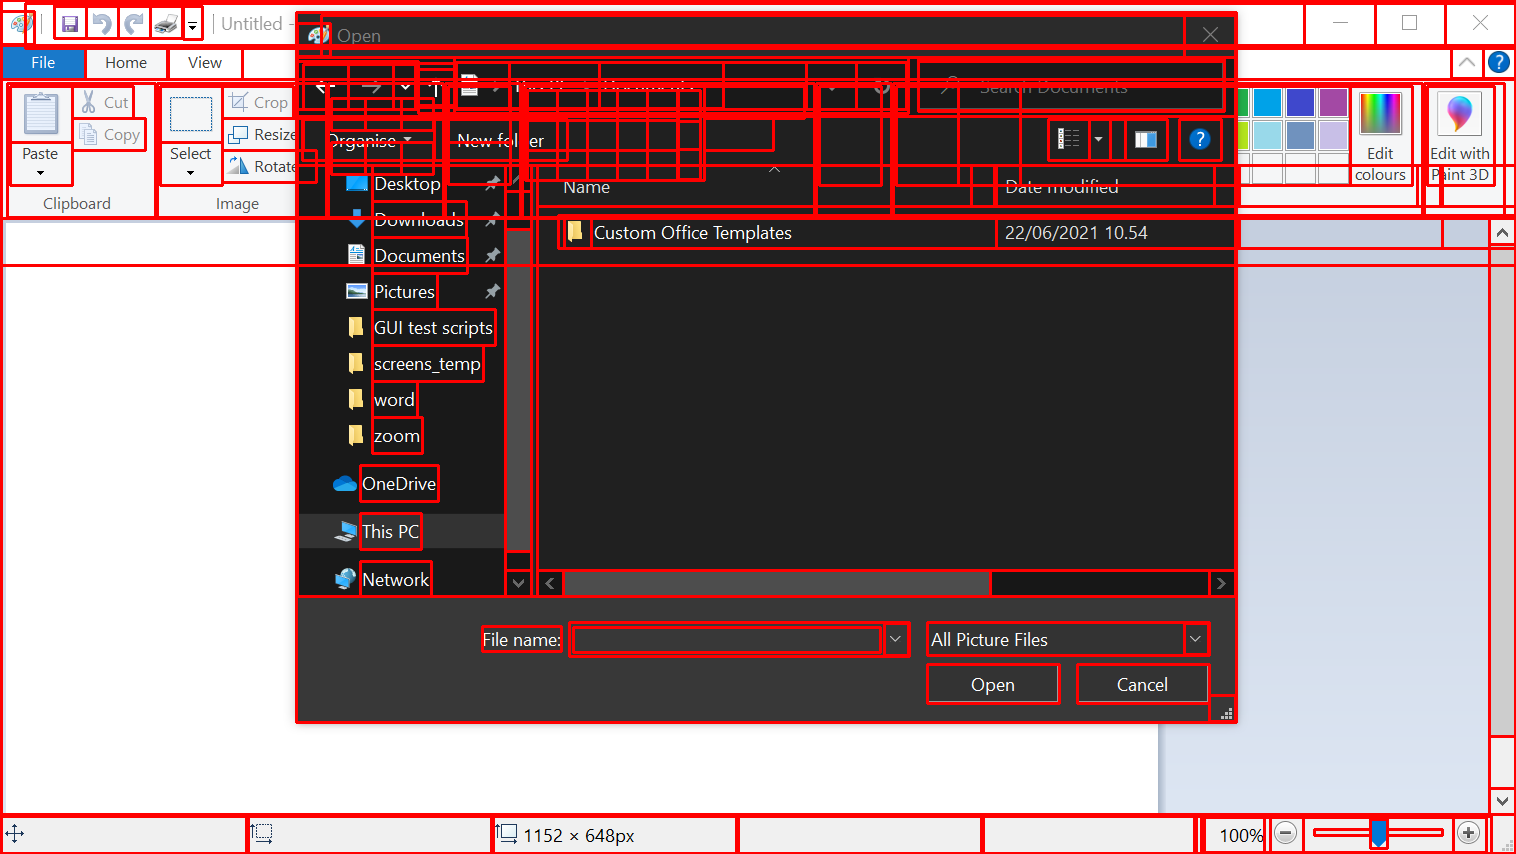 Untitled -
Open
File
Home
View
Search Documents
Cut
Copy
Paste
Clipboard
Crop
Resize
Rotate
Select
Image
Edit
colours
Edit with
Paint 3D
Organise
New folder
Name
Date modified
Desktop
Downloads
Documents
Pictures
GUI test scripts
screens_temp
word
zoom
OneDrive
This PC
Network
Custom Office Templates
22/06/2021 10.54
File name:
All Picture Files
Open
Cancel
1152 × 648px
100%